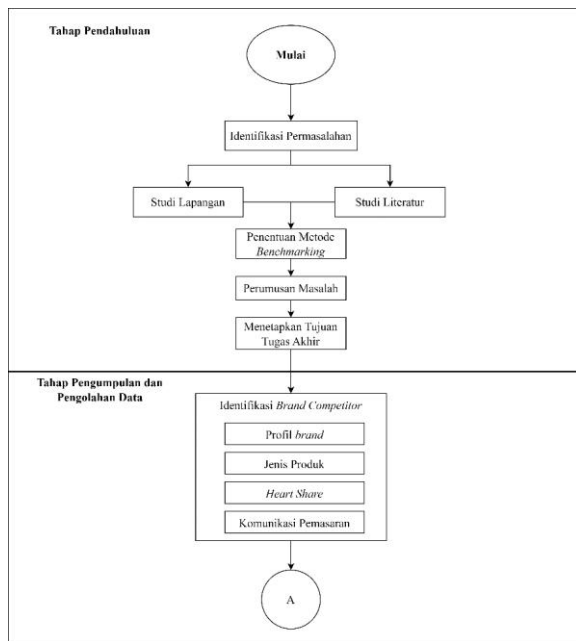 Tahap Pendahuluan
Mulai
Identifikasi Permasalahan
Studi Lapangan
Studi Literatur
Penentuan Metode
Benchmarking
Perumusan Masalah
Menetapkan Tujuan
Tugas Akhir
Tahap Pengumpulan dan
Pengolahan Data
Identifikasi Brand Competitor
Profil brand
Jenis Produk
Heart Share
Komunikasi Pemasaran
A